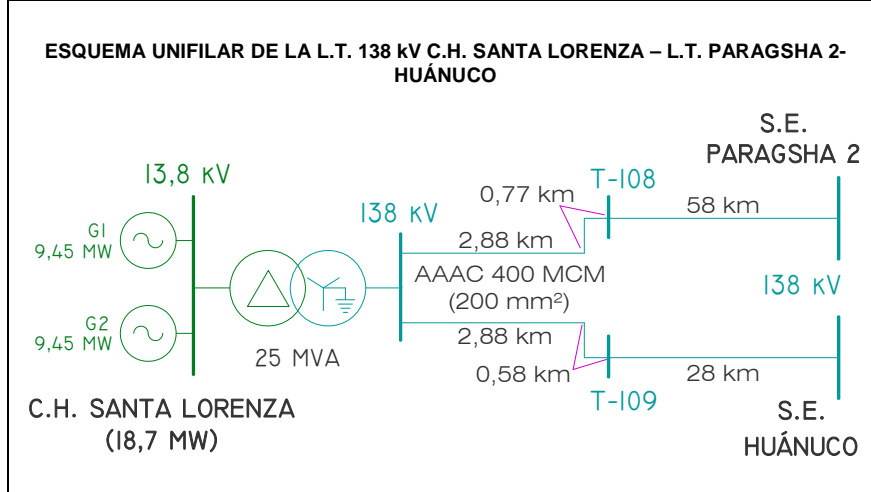 ESQUEMA UNIFILAR DE LA L.T. 138 kV C.H. SANTA LORENZA – L.T. PARAGSHA 2-
HUÁNUCO
S.E.
PARAGSHA 2
13,8 kV
T-108
0,77 km
138 kV
58 km
G1
9,45 MW
2,88 km
AAAC 400 MCM
(200 mm²)
138 kV
G2
9,45 MW
2,88 km
25 MVA
0,58 km
28 km
T-109
C.H. SANTA LORENZA
(18,7 MW)
S.E.
HUÁNUCO